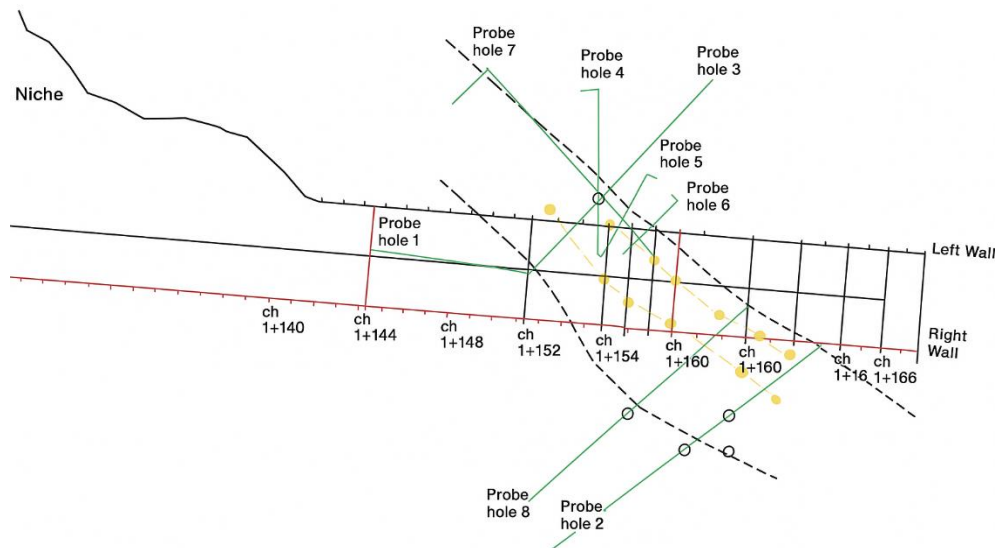 Probe
hole 7
Probe
hole 4
Probe
hole 3
Niche
Probe
hole 5
Probe
hole 6
Probe
hole 1
Left Wall
Right
Wall
ch
1+140
ch
1+144
ch
1+148
ch
1+152
ch
1+154
ch
1+160
ch
1+160
ch
1+16
ch
1+166
Probe
hole 8
Probe
hole 2